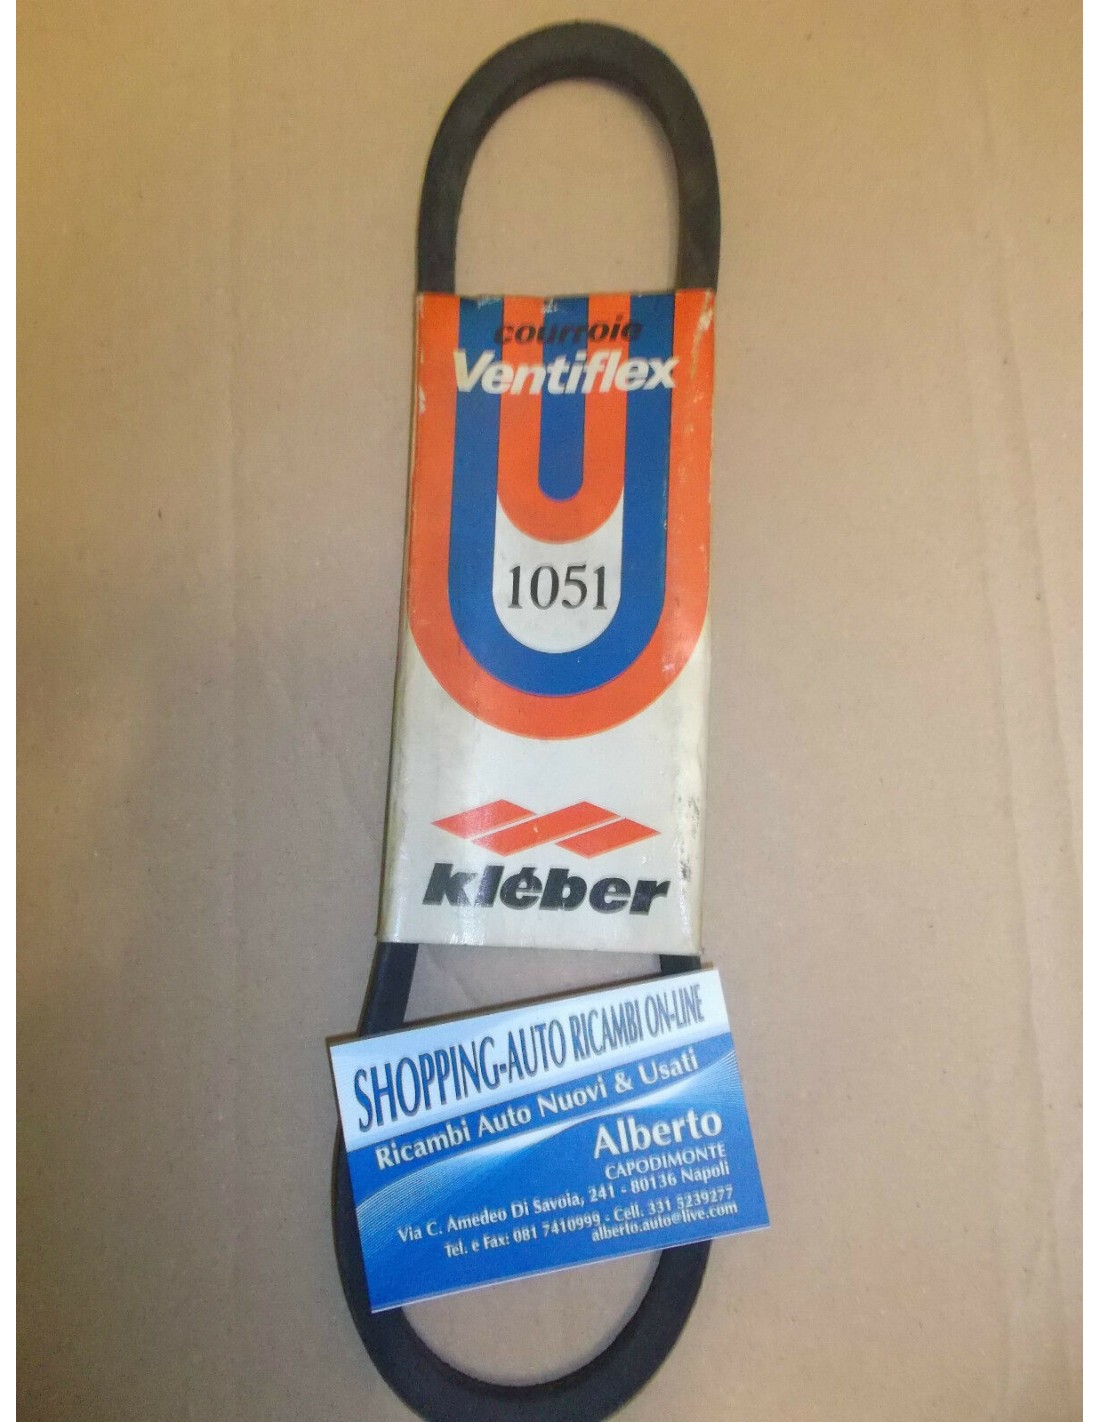 courroie
Ventiflex
1051
kléber
SHOPPING-AUTO RICAMBI ON-LINE
Ricambi Auto Nuovi & Usati
Alberto
CAPODIMONTE
Via C. Amedeo Di Savoia, 241 - 80136 Napoli
Tel. e Fax: 081 7410999 - Cell. 331 5239277
alberto.auto@live.com